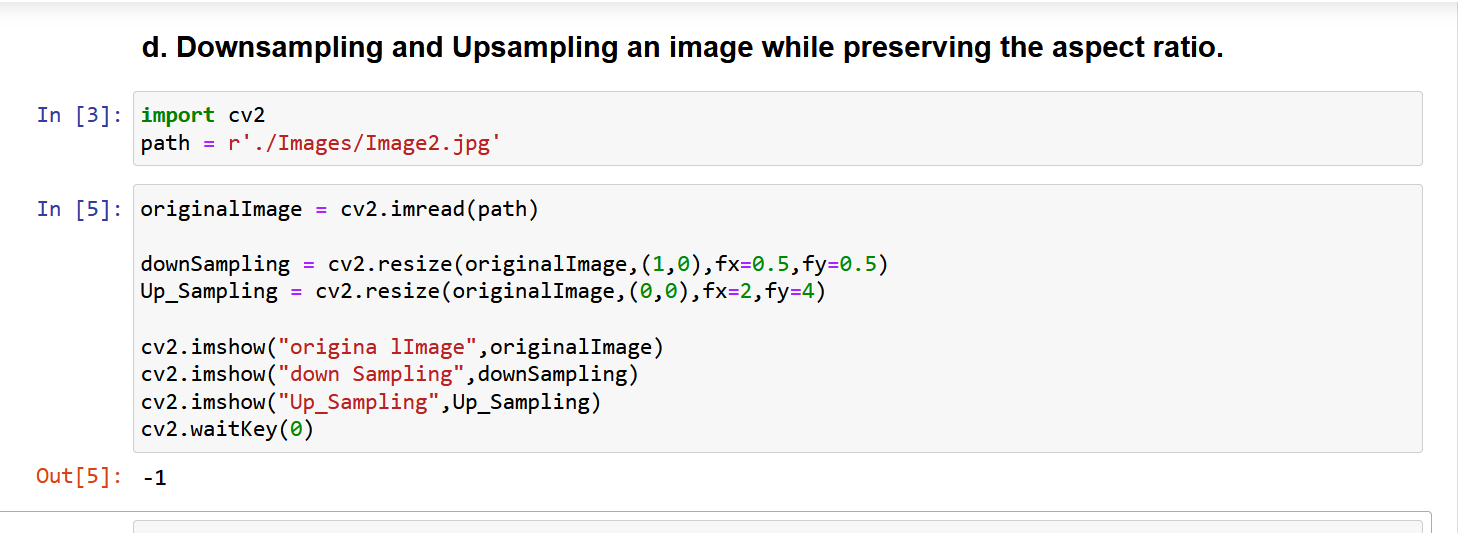 d. Downsampling and Upsampling an image while preserving the aspect ratio.
In [3]: import cv2
path = r'./Images/Image2.jpg'
In [5]: originalImage = cv2.imread(path)
downSampling = cv2.resize(originalImage,(1,0),fx=0.5,fy=0.5)
Up_Sampling = cv2.resize(originalImage,(0,0),fx=2,fy=4)
cv2.imshow("origina lImage",originalImage)
cv2.imshow("down Sampling",downSampling)
cv2.imshow("Up_Sampling",Up_Sampling)
cv2.waitKey(0)
Out[5]: -1